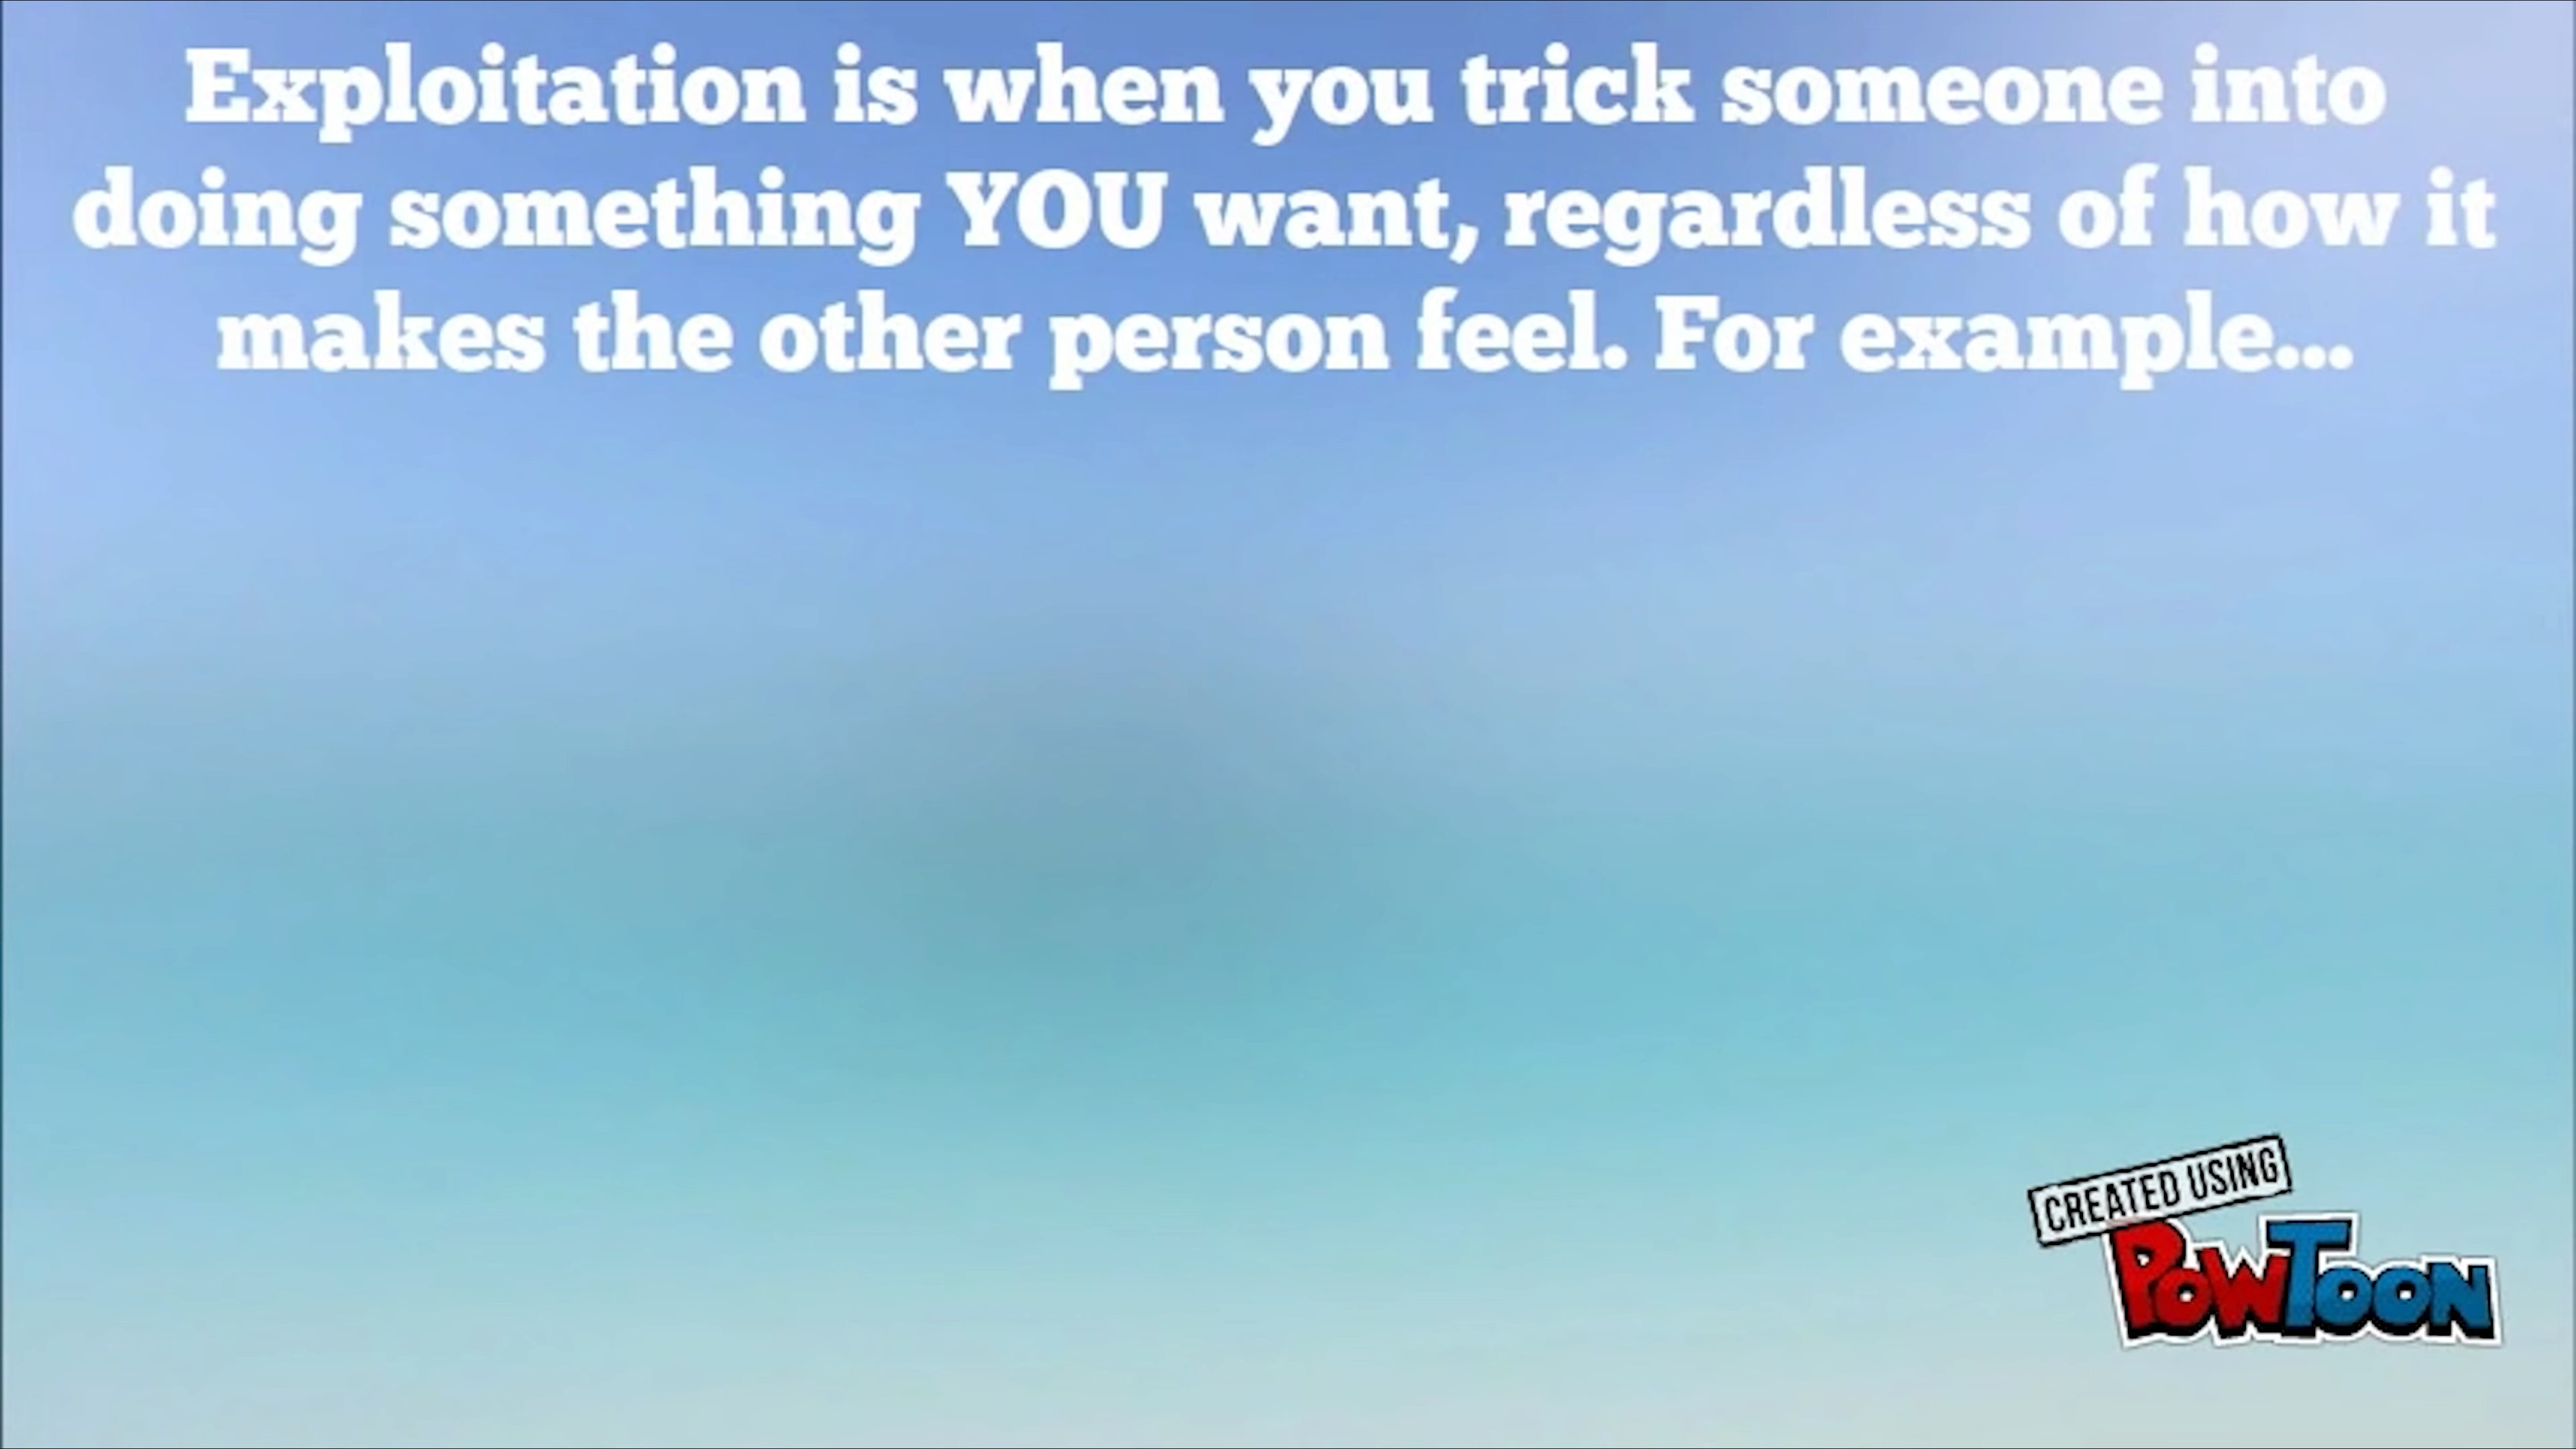 Exploitation is when you trick someone into
doing something YOU want, regardless of how it
makes the other person feel. For example...
CREATED USING
POWTOON